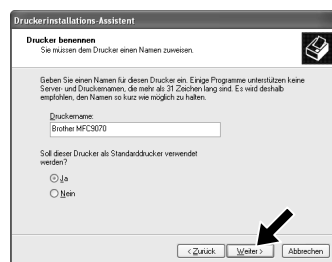 Druckerinstallations-Assistent
Drucker benennen
Sie müssen dem Drucker einen Namen zuweisen.
Geben Sie einen Namen für diesen Drucker ein. Einige Programme unterstützen keine
Server- und Druckernamen, die mehr als 31 Zeichen lang sind. Es wird deshalb
empfohlen, den Namen so kurz wie möglich zu halten.
Druckername:
Brother MFC9070
Soll dieser Drucker als Standarddrucker verwendet
werden?
Ja
Nein
< Zurück Weiter > Abbrechen